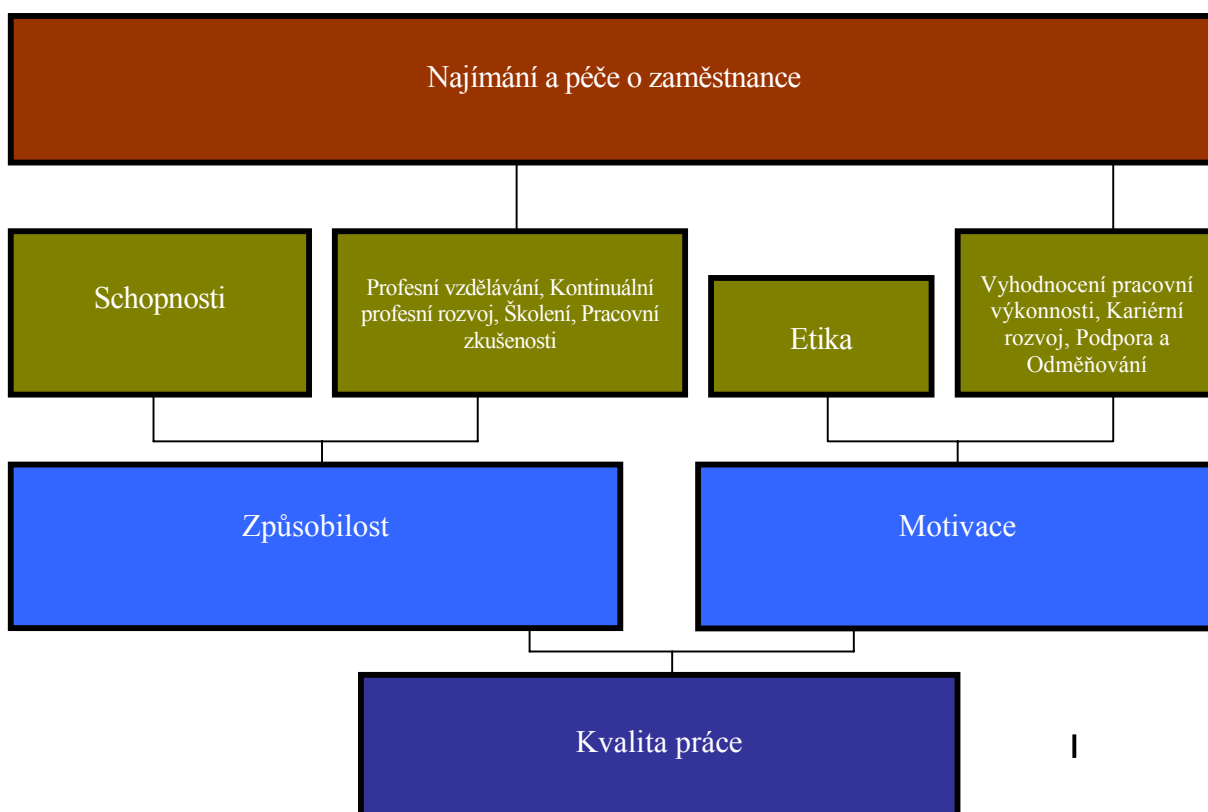 Najímání a péče o zaměstnance
Schopnosti
Profesní vzdělávání, Kontinuální
profesní rozvoj, Školení, Pracovní
zkušenosti
Etika
Vyhodnocení pracovní
výkonnosti, Kariérní
rozvoj, Podpora a
Odměňování
Způsobilost
Motivace
Kvalita práce